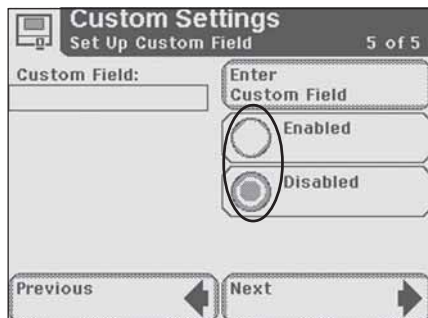 Custom Settings
Set Up Custom Field 5 of 5
Custom Field:
Enter
Custom Field
Enabled
Disabled
Previous
Next